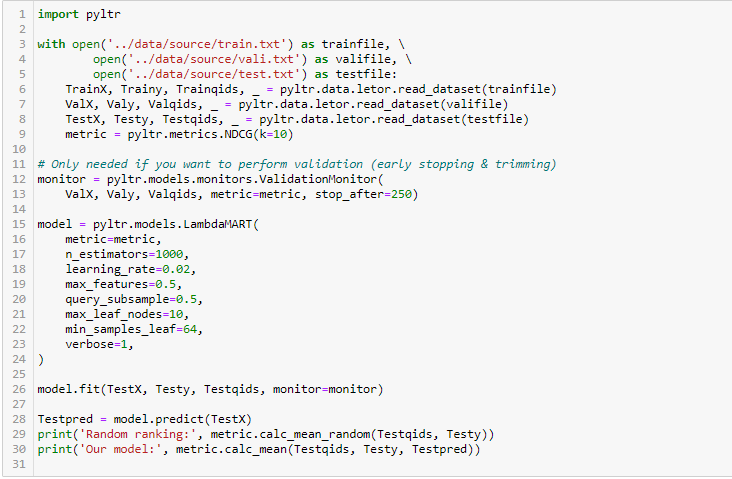 1 import pyltr
2
3 with open('../data/source/train.txt') as trainfile, \
4         open('../data/source/vali.txt') as valifile, \
5         open('../data/source/test.txt') as testfile:
6     TrainX, Trainy, Trainqids, _ = pyltr.data.letor.read_dataset(trainfile)
7     ValX, Valy, Valqids, _ = pyltr.data.letor.read_dataset(valifile)
8     TestX, Testy, Testqids, _ = pyltr.data.letor.read_dataset(testfile)
9     metric = pyltr.metrics.NDCG(k=10)
10
11 # Only needed if you want to perform validation (early stopping & trimming)
12 monitor = pyltr.models.monitors.ValidationMonitor(
13     ValX, Valy, Valqids, metric=metric, stop_after=250)
14
15 model = pyltr.models.LambdaMART(
16     metric=metric,
17     n_estimators=1000,
18     learning_rate=0.02,
19     max_features=0.5,
20     query_subsample=0.5,
21     max_leaf_nodes=10,
22     min_samples_leaf=64,
23     verbose=1,
24 )
25
26 model.fit(TestX, Testy, Testqids, monitor=monitor)
27
28 Testpred = model.predict(TestX)
29 print('Random ranking:', metric.calc_mean_random(Testqids, Testy))
30 print('Our model:', metric.calc_mean(Testqids, Testy, Testpred))
31